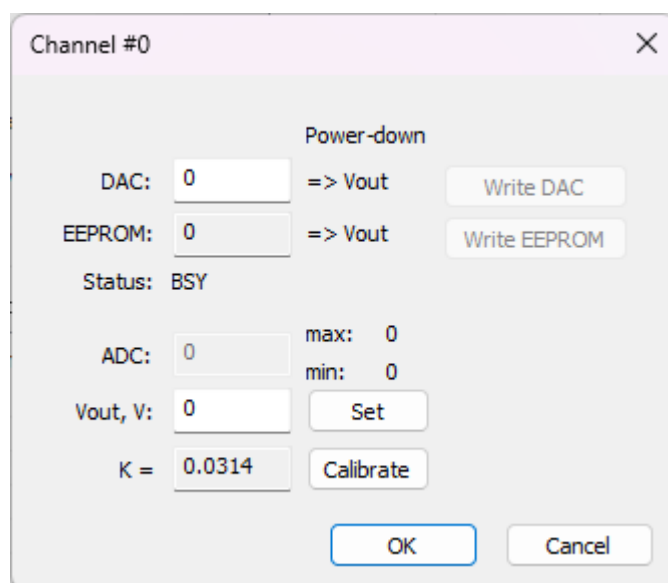 Channel #0
Power-down
DAC: 0 => Vout Write DAC
EEPROM: 0 => Vout Write EEPROM
Status: BSY
max: 0
ADC: 0
min: 0
Vout, V: 0 Set
K = 0.0314 Calibrate
OK Cancel